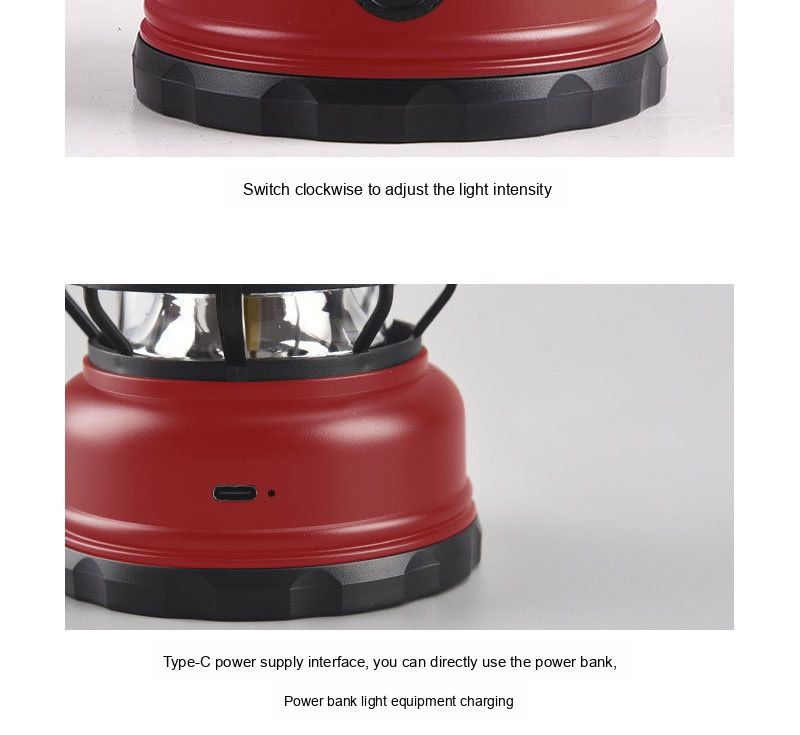 Switch clockwise to adjust the light intensity
Type-C power supply interface, you can directly use the power bank,
Power bank light equipment charging